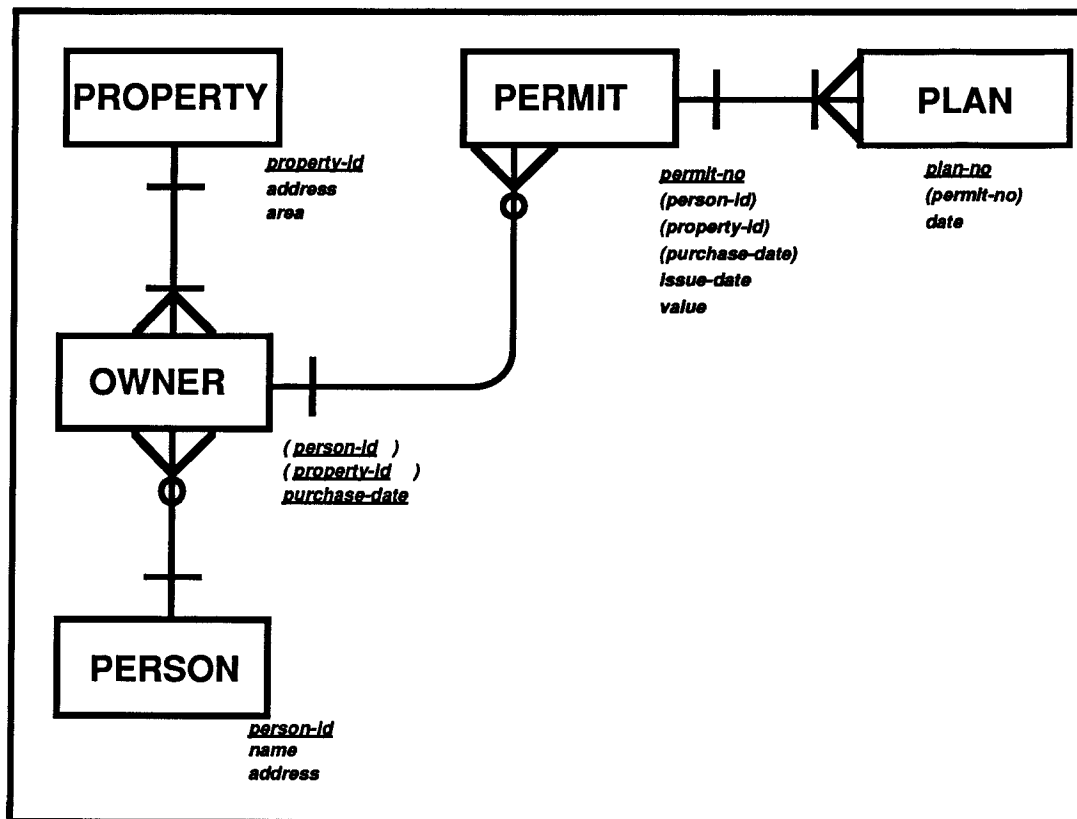 PROPERTY
property-id
address
area
PERMIT
permit-no
(person-id)
(property-id)
(purchase-date)
issue-date
value
PLAN
plan-no
(permit-no)
date
OWNER
( person-id )
( property-id )
purchase-date
PERSON
person-id
name
address